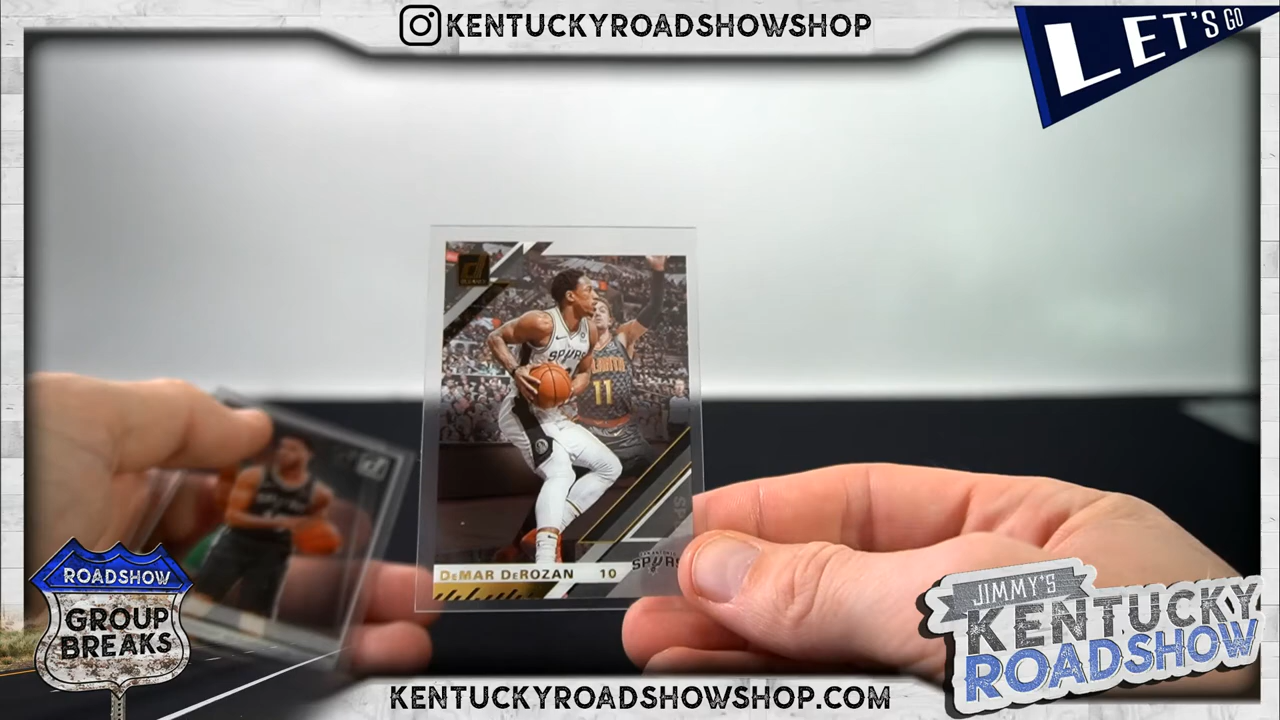 KENTUCKYROADSHOWSHOP
LET'S GO
SPURS
11
DEMAR DEROZAN 10
SPURS
ROADSHOW
GROUP
BREAKS
JIMMY'S
KENTUCKY
ROADSHOW
KENTUCKYROADSHOWSHOP.COM